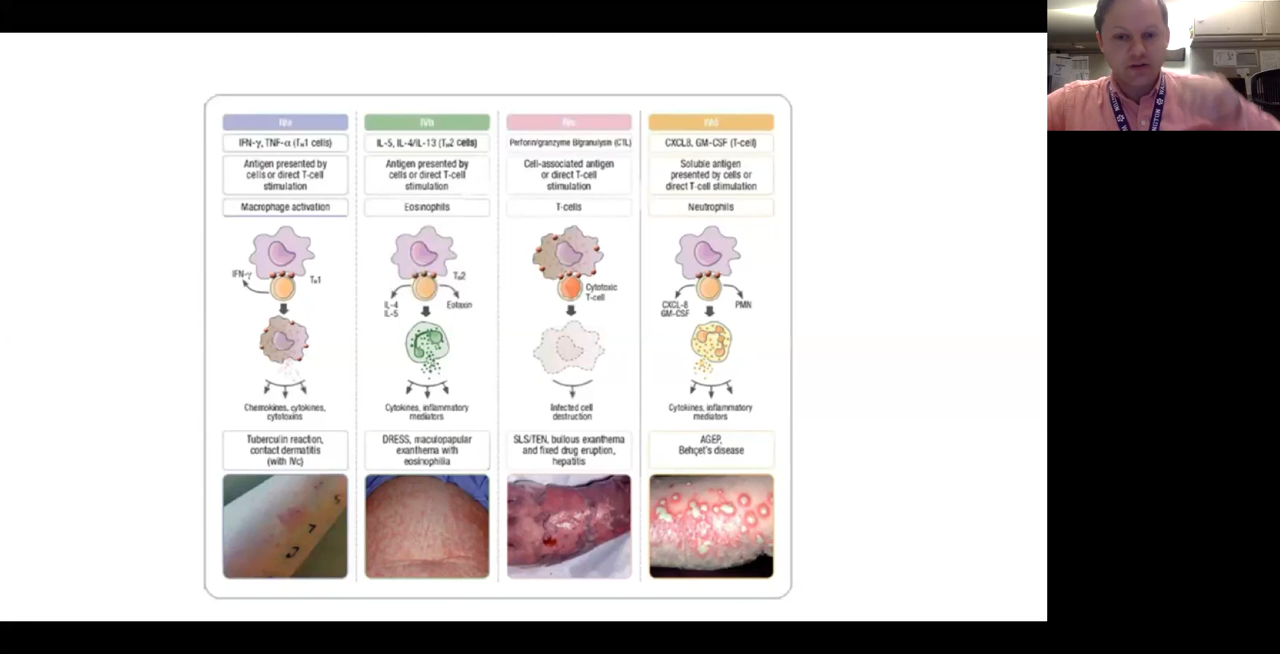 IVa
IFN-γ, TNF-α (TH1 cells)
Antigen presented by
cells or direct T-cell
stimulation
Macrophage activation
IFN-γ
TH1
Chemokines, cytokines,
cytotoxins
Tuberculin reaction,
contact dermatitis
(with IVc)
IVb
IL-5, IL-4/IL-13 (TH2 cells)
Antigen presented by
cells or direct T-cell
stimulation
Eosinophils
TH2
IL-4
IL-5
Eotaxin
Cytokines, inflammatory
mediators
DRESS, maculopapular
exanthema with
eosinophilia
IVc
Perforin/granzyme B/granulysin (CTL)
Cell-associated antigen
or direct T-cell
stimulation
T-cells
Cytotoxic
T-cell
Infected cell
destruction
SLS/TEN, bullous exanthema
and fixed drug eruption,
hepatitis
IVd
CXCL8, GM-CSF (T-cell)
Soluble antigen
presented by cells or
direct T-cell stimulation
Neutrophils
CXCL-8
GM-CSF
PMN
Cytokines, inflammatory
mediators
AGEP,
Behçet's disease